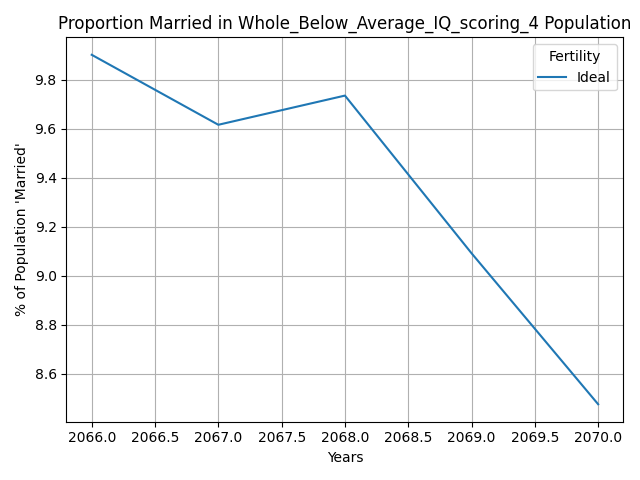 Proportion Married in Whole_Below_Average_IQ_scoring_4 Population
Fertility
Ideal
% of Population 'Married'
9.8
9.6
9.4
9.2
9.0
8.8
8.6
2066.0 2066.5 2067.0 2067.5 2068.0 2068.5 2069.0 2069.5 2070.0
Years